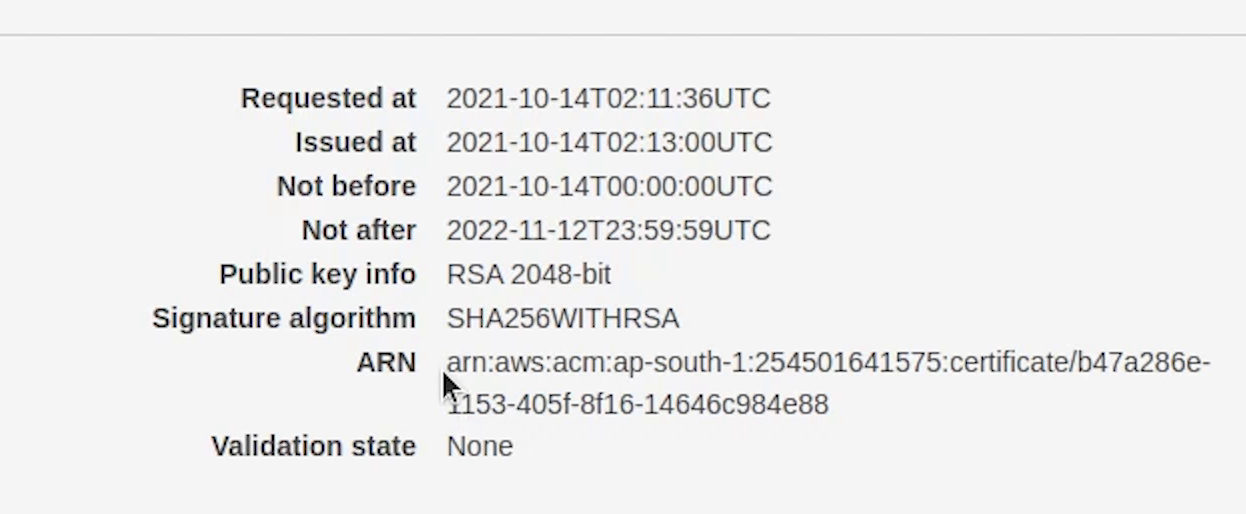 Requested at 2021-10-14T02:11:36UTC
Issued at 2021-10-14T02:13:00UTC
Not before 2021-10-14T00:00:00UTC
Not after 2022-11-12T23:59:59UTC
Public key info RSA 2048-bit
Signature algorithm SHA256WITHRSA
ARN arn:aws:acm:ap-south-1:254501641575:certificate/b47a286e-
1153-405f-8f16-14646c984e88
Validation state None